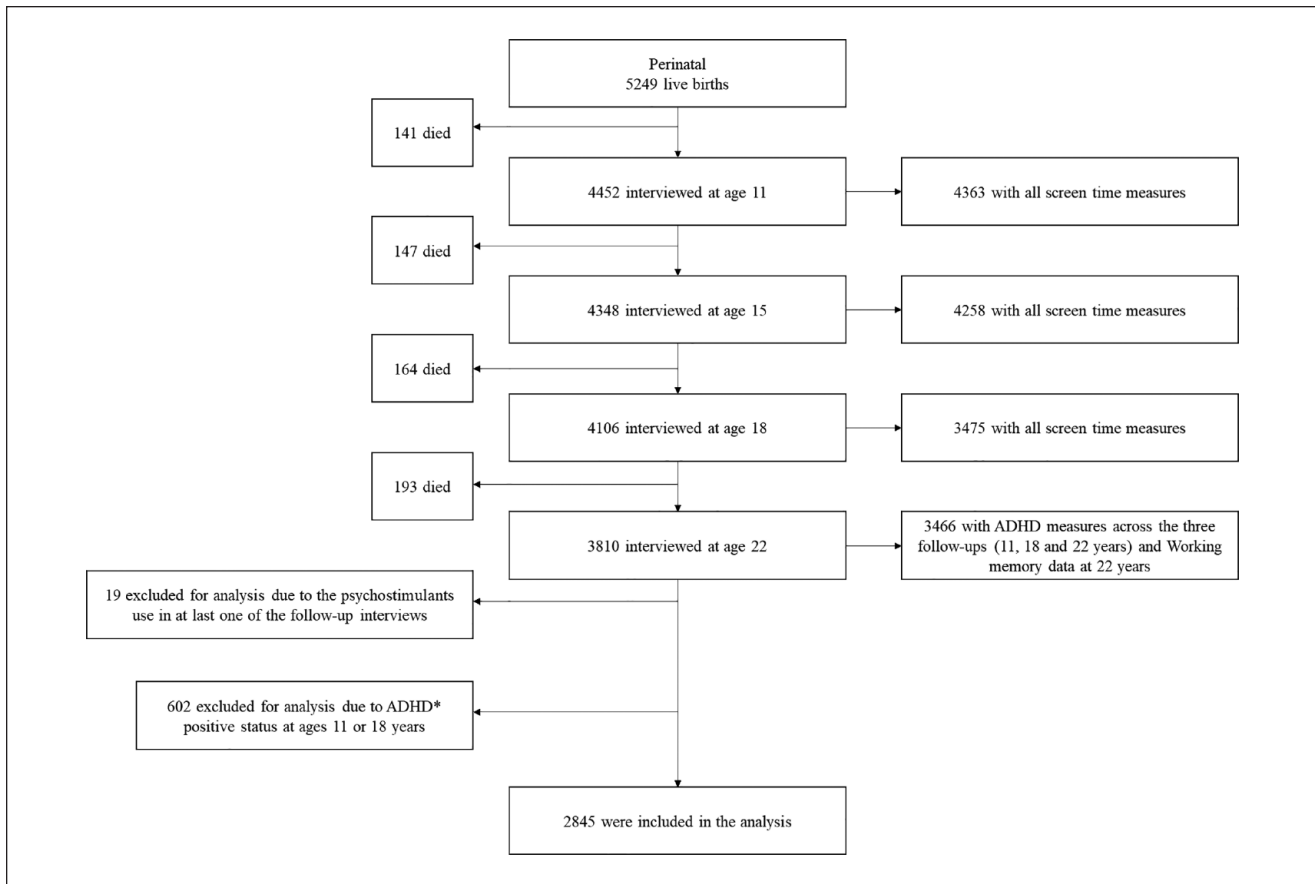 Perinatal
5249 live births
141 died
4452 interviewed at age 11
4363 with all screen time measures
147 died
4348 interviewed at age 15
4258 with all screen time measures
164 died
4106 interviewed at age 18
3475 with all screen time measures
193 died
3810 interviewed at age 22
3466 with ADHD measures across the three
follow-ups (11, 18 and 22 years) and Working
memory data at 22 years
19 excluded for analysis due to the psychostimulants
use in at last one of the follow-up interviews
602 excluded for analysis due to ADHD*
positive status at ages 11 or 18 years
2845 were included in the analysis